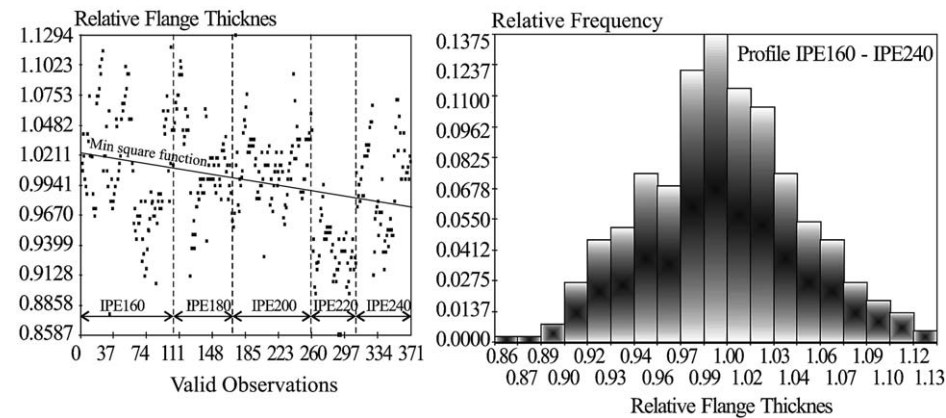 Relative Flange Thicknes
1.1294
1.1023
1.0753
1.0482
1.0211
0.9941
0.9670
0.9399
0.9128
0.8858
0.8587
Min square function
IPE160 IPE180 IPE200 IPE220 IPE240
0 37 74 111 148 185 223 260 297 334 371
Valid Observations
Relative Frequency
0.1375
0.1237
0.1100
0.0962
0.0825
0.0678
0.0550
0.0412
0.0275
0.0137
0.0000
Profile IPE160 - IPE240
0.86 0.89 0.92 0.94 0.97 1.00 1.03 1.06 1.09 1.12
0.87 0.90 0.93 0.96 0.99 1.02 1.04 1.07 1.10 1.13
Relative Flange Thicknes